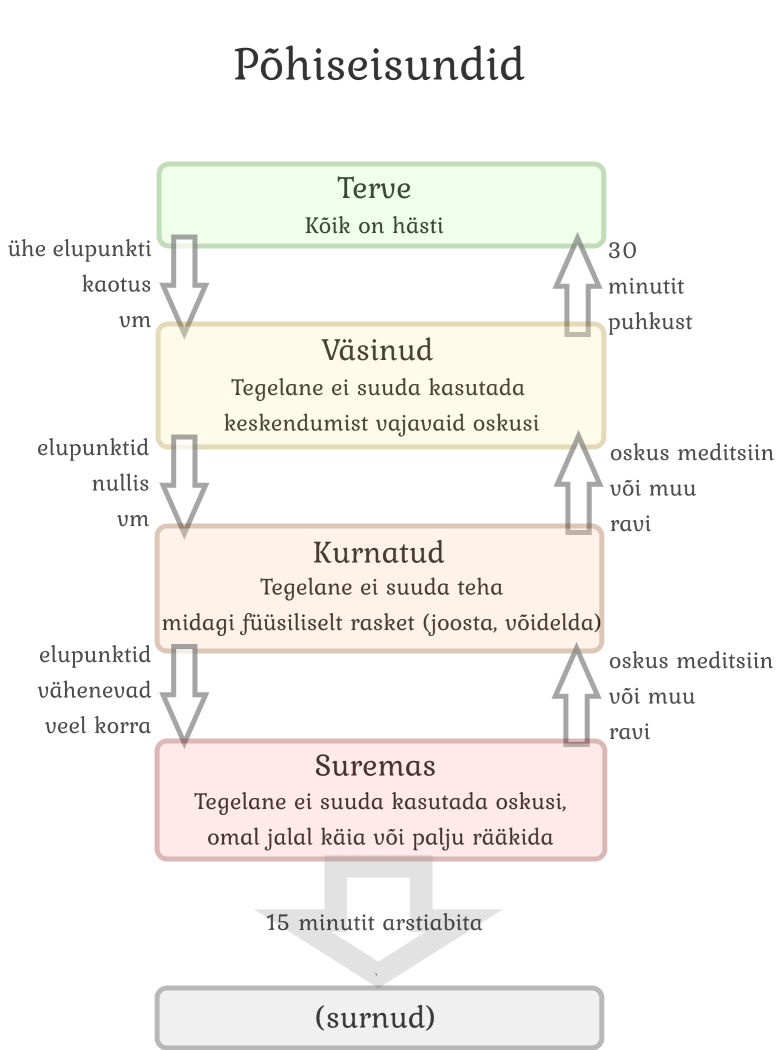 Põhiseisundid
Terve
Kõik on hästi
ühe elupunkti
kaotus
vm
30
minutit
puhkust
Väsinud
Tegelane ei suuda kasutada
keskendumist vajavaid oskusi
elupunktid
nullis
vm
oskus meditsiin
või muu
ravi
Kurnatud
Tegelane ei suuda teha
midagi füüsiliselt rasket (joosta, võidelda)
elupunktid
vähenevad
veel korra
oskus meditsiin
või muu
ravi
Suremas
Tegelane ei suuda kasutada oskusi,
omal jalal käia või palju rääkida
15 minutit arstiabita
(surnud)